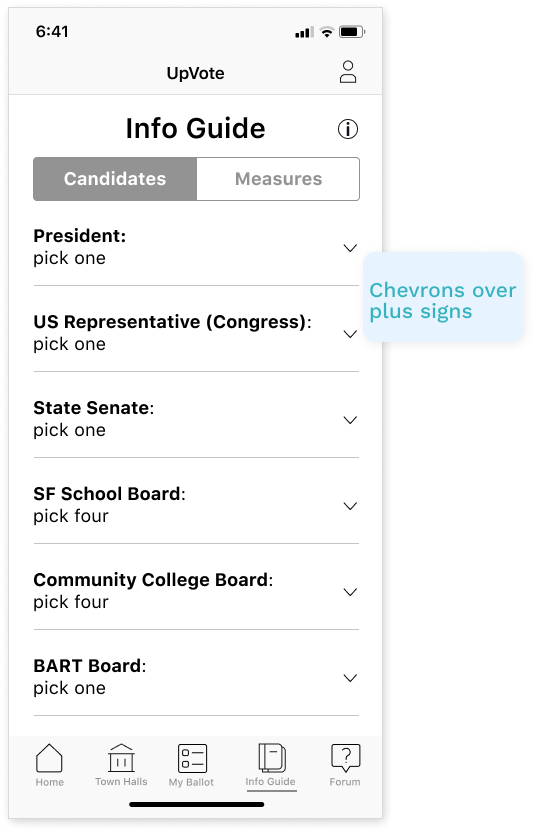 6:41
UpVote
Info Guide
Candidates
Measures
President:
pick one
Chevrons over
plus signs
US Representative (Congress):
pick one
State Senate:
pick one
SF School Board:
pick four
Community College Board:
pick four
BART Board:
pick one
Home
Town Halls
My Ballot
Info Guide
Forum